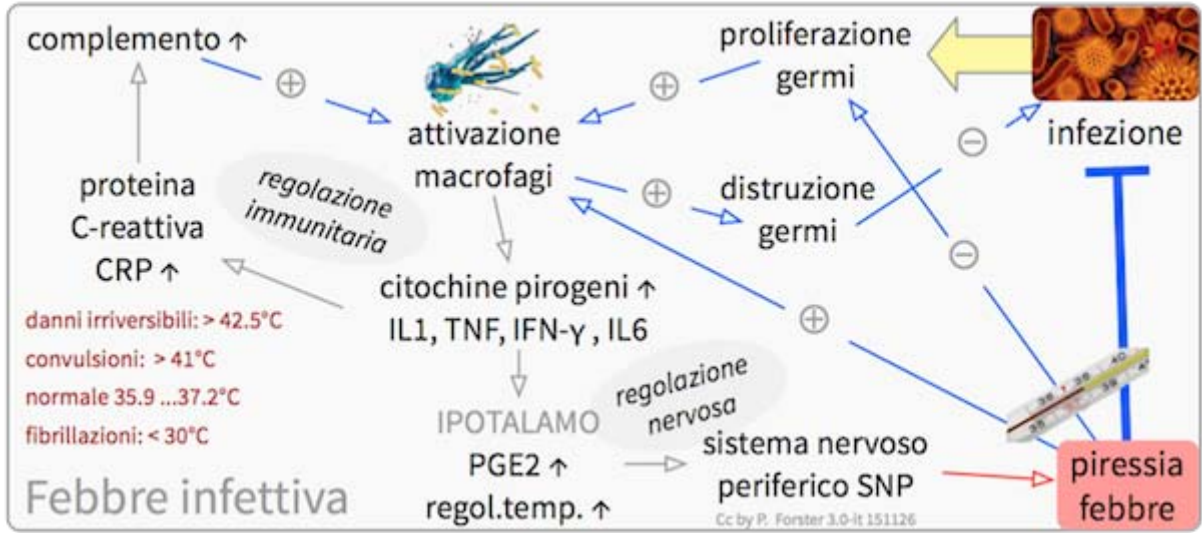 complemento ↑
proliferazione
germi
infezione
attivazione
macrofagi
distruzione
germi
regolazione
immunitaria
proteina
C-reattiva
CRP ↑
citochine pirogeni ↑
IL1, TNF, IFN-γ , IL6
danni irriversibili: > 42.5°C
convulsioni: > 41°C
normale 35.9 ...37.2°C
fibrillazioni: < 30°C
regolazione
nervosa
IPOTALAMO
PGE2 ↑
regol.temp. ↑
sistema nervoso
periferico SNP
piressia
febbre
Febbre infettiva
Cc by P. Forster 3.0-it 151126